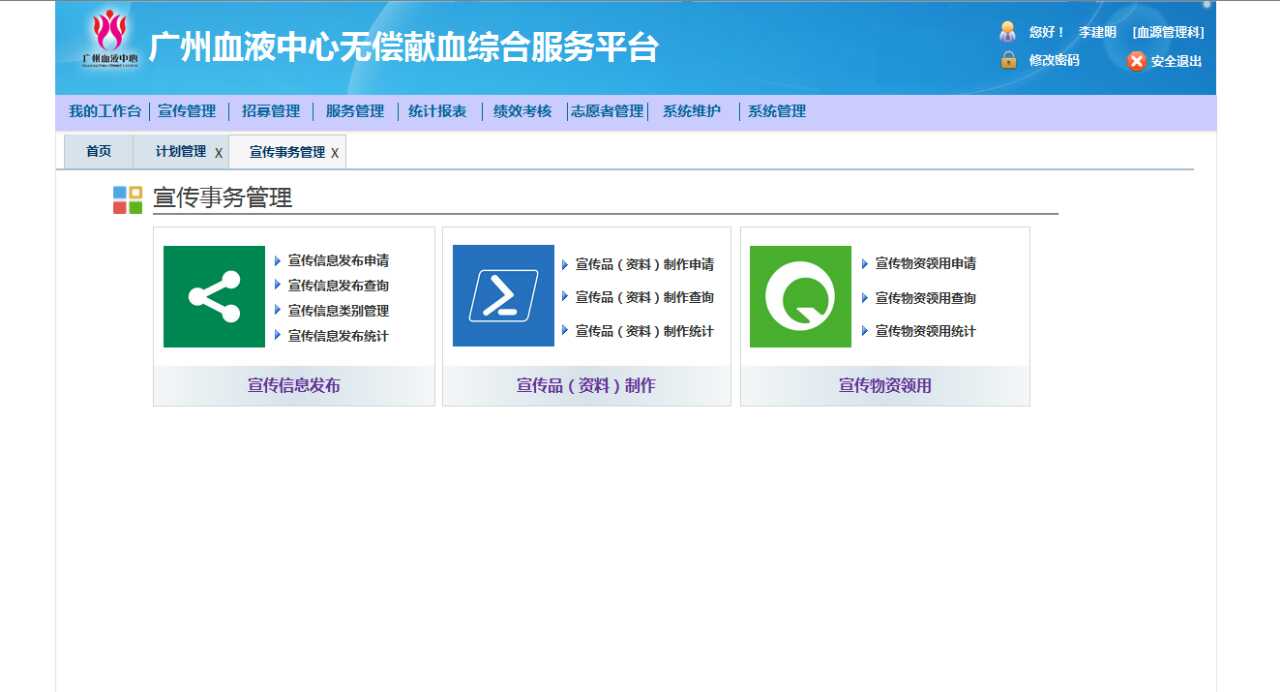 广州血液中心
广州血液中心无偿献血综合服务平台
您好！ 李建明 [血源管理科]
修改密码 安全退出
我的工作台 宣传管理 招募管理 服务管理 统计报表 绩效考核 志愿者管理 系统维护 系统管理
首页 计划管理 X 宣传事务管理 X
宣传事务管理
宣传信息发布申请
宣传信息发布查询
宣传信息类别管理
宣传信息发布统计
宣传信息发布
宣传品（资料）制作申请
宣传品（资料）制作查询
宣传品（资料）制作统计
宣传品（资料）制作
宣传物资领用申请
宣传物资领用查询
宣传物资领用统计
宣传物资领用